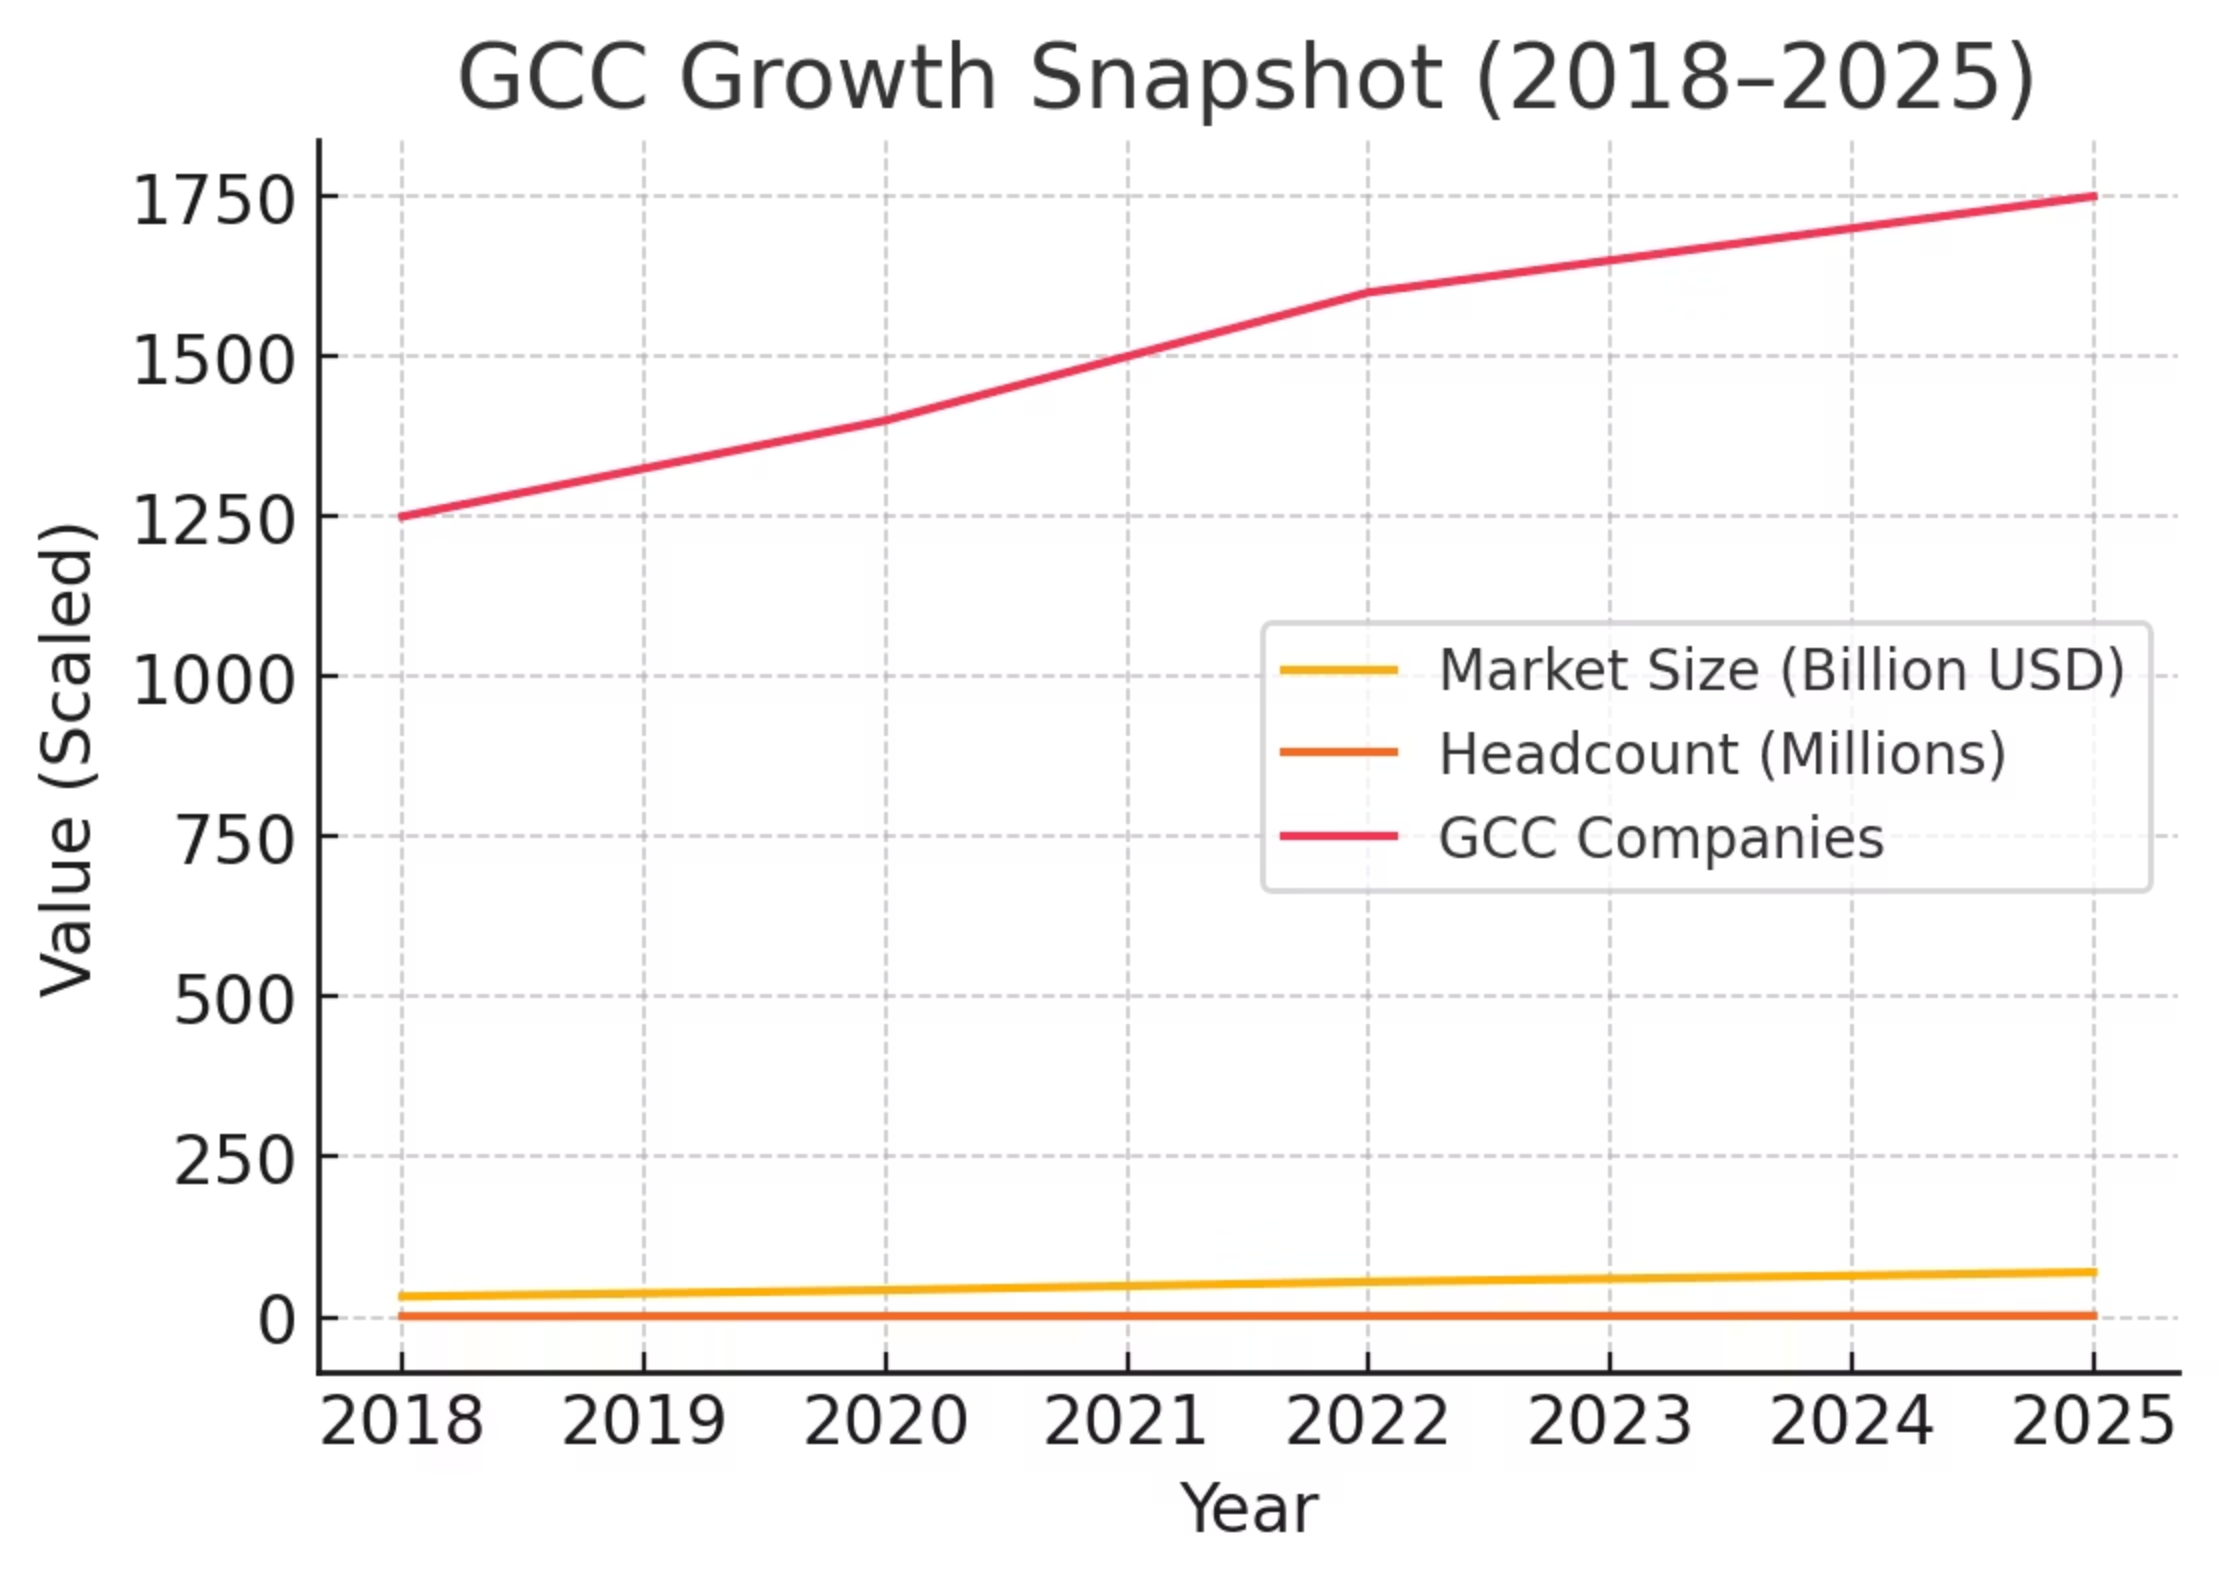 GCC Growth Snapshot (2018–2025)
1750
1500
1250
1000
750
500
250
0
Value (Scaled)
Market Size (Billion USD)
Headcount (Millions)
GCC Companies
2018 2019 2020 2021 2022 2023 2024 2025
Year